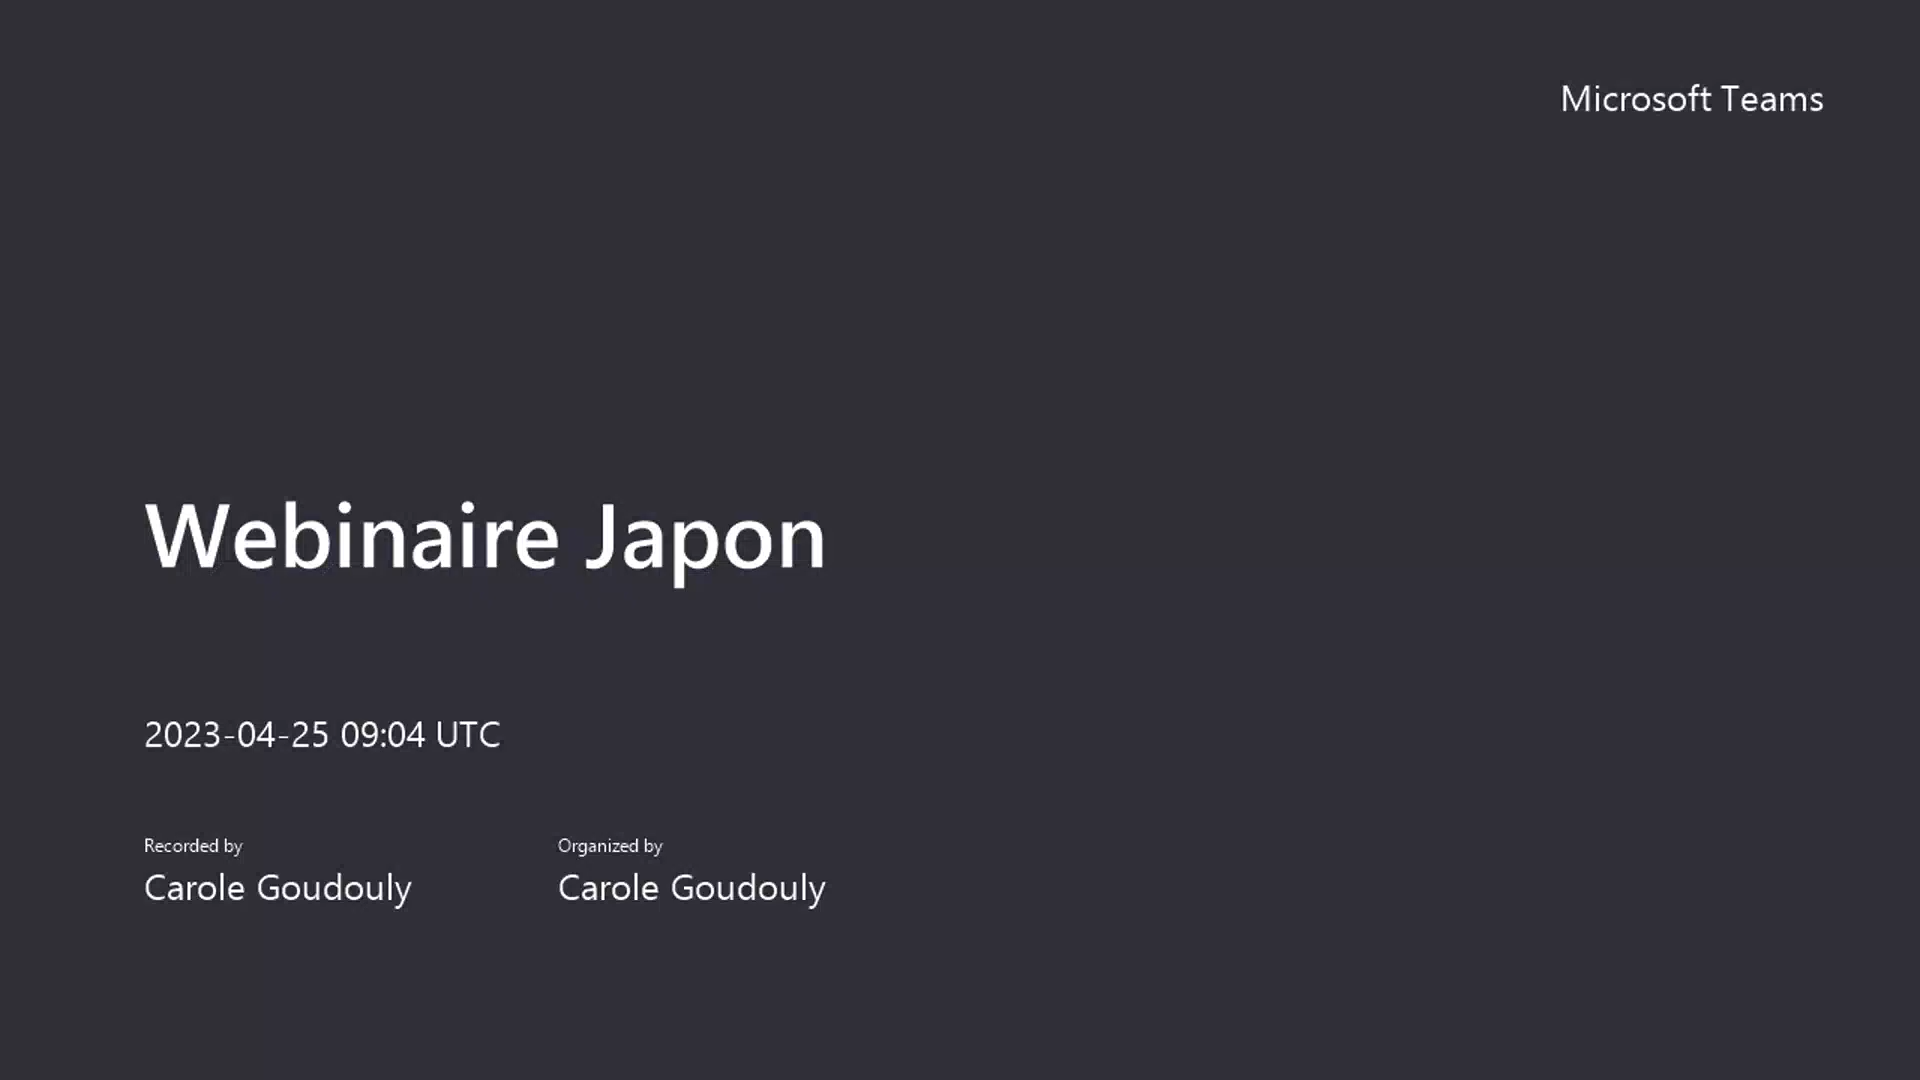 Microsoft Teams
Webinaire Japon
2023-04-25 09:04 UTC
Recorded by
Carole Goudouly
Organized by
Carole Goudouly